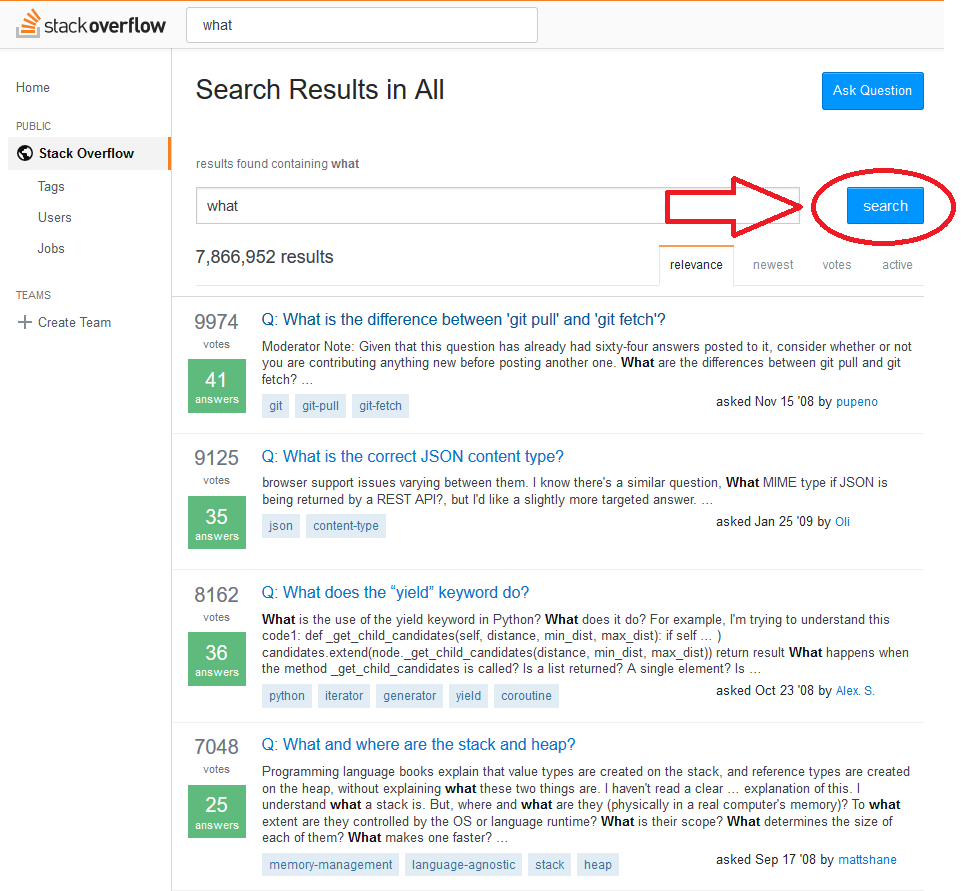 stackoverflow
what
Home
PUBLIC
Stack Overflow
Tags
Users
Jobs
TEAMS
Create Team
Search Results in All
Ask Question
results found containing what
what
search
7,866,952 results
relevance newest votes active
9974
votes
41
answers
Q: What is the difference between 'git pull' and 'git fetch'?
Moderator Note: Given that this question has already had sixty-four answers posted to it, consider whether or not
you are contributing anything new before posting another one. What are the differences between git pull and git
fetch? …
git git-pull git-fetch
asked Nov 15 '08 by pupeno
9125
votes
35
answers
Q: What is the correct JSON content type?
browser support issues varying between them. I know there's a similar question, What MIME type if JSON is
being returned by a REST API?, but I'd like a slightly more targeted answer. …
json content-type
asked Jan 25 '09 by Oli
8162
votes
36
answers
Q: What does the “yield” keyword do?
What is the use of the yield keyword in Python? What does it do? For example, I'm trying to understand this
code1: def _get_child_candidates(self, distance, min_dist, max_dist): if self … )
candidates.extend(node._get_child_candidates(distance, min_dist, max_dist)) return result What happens when
the method _get_child_candidates is called? Is a list returned? A single element? Is …
python iterator generator yield coroutine
asked Oct 23 '08 by Alex. S.
7048
votes
25
answers
Q: What and where are the stack and heap?
Programming language books explain that value types are created on the stack, and reference types are created
on the heap, without explaining what these two things are. I haven't read a clear … explanation of this. I
understand what a stack is. But, where and what are they (physically in a real computer's memory)? To what
extent are they controlled by the OS or language runtime? What is their scope? What determines the size of
each of them? What makes one faster? …
memory-management language-agnostic stack heap
asked Sep 17 '08 by mattshane